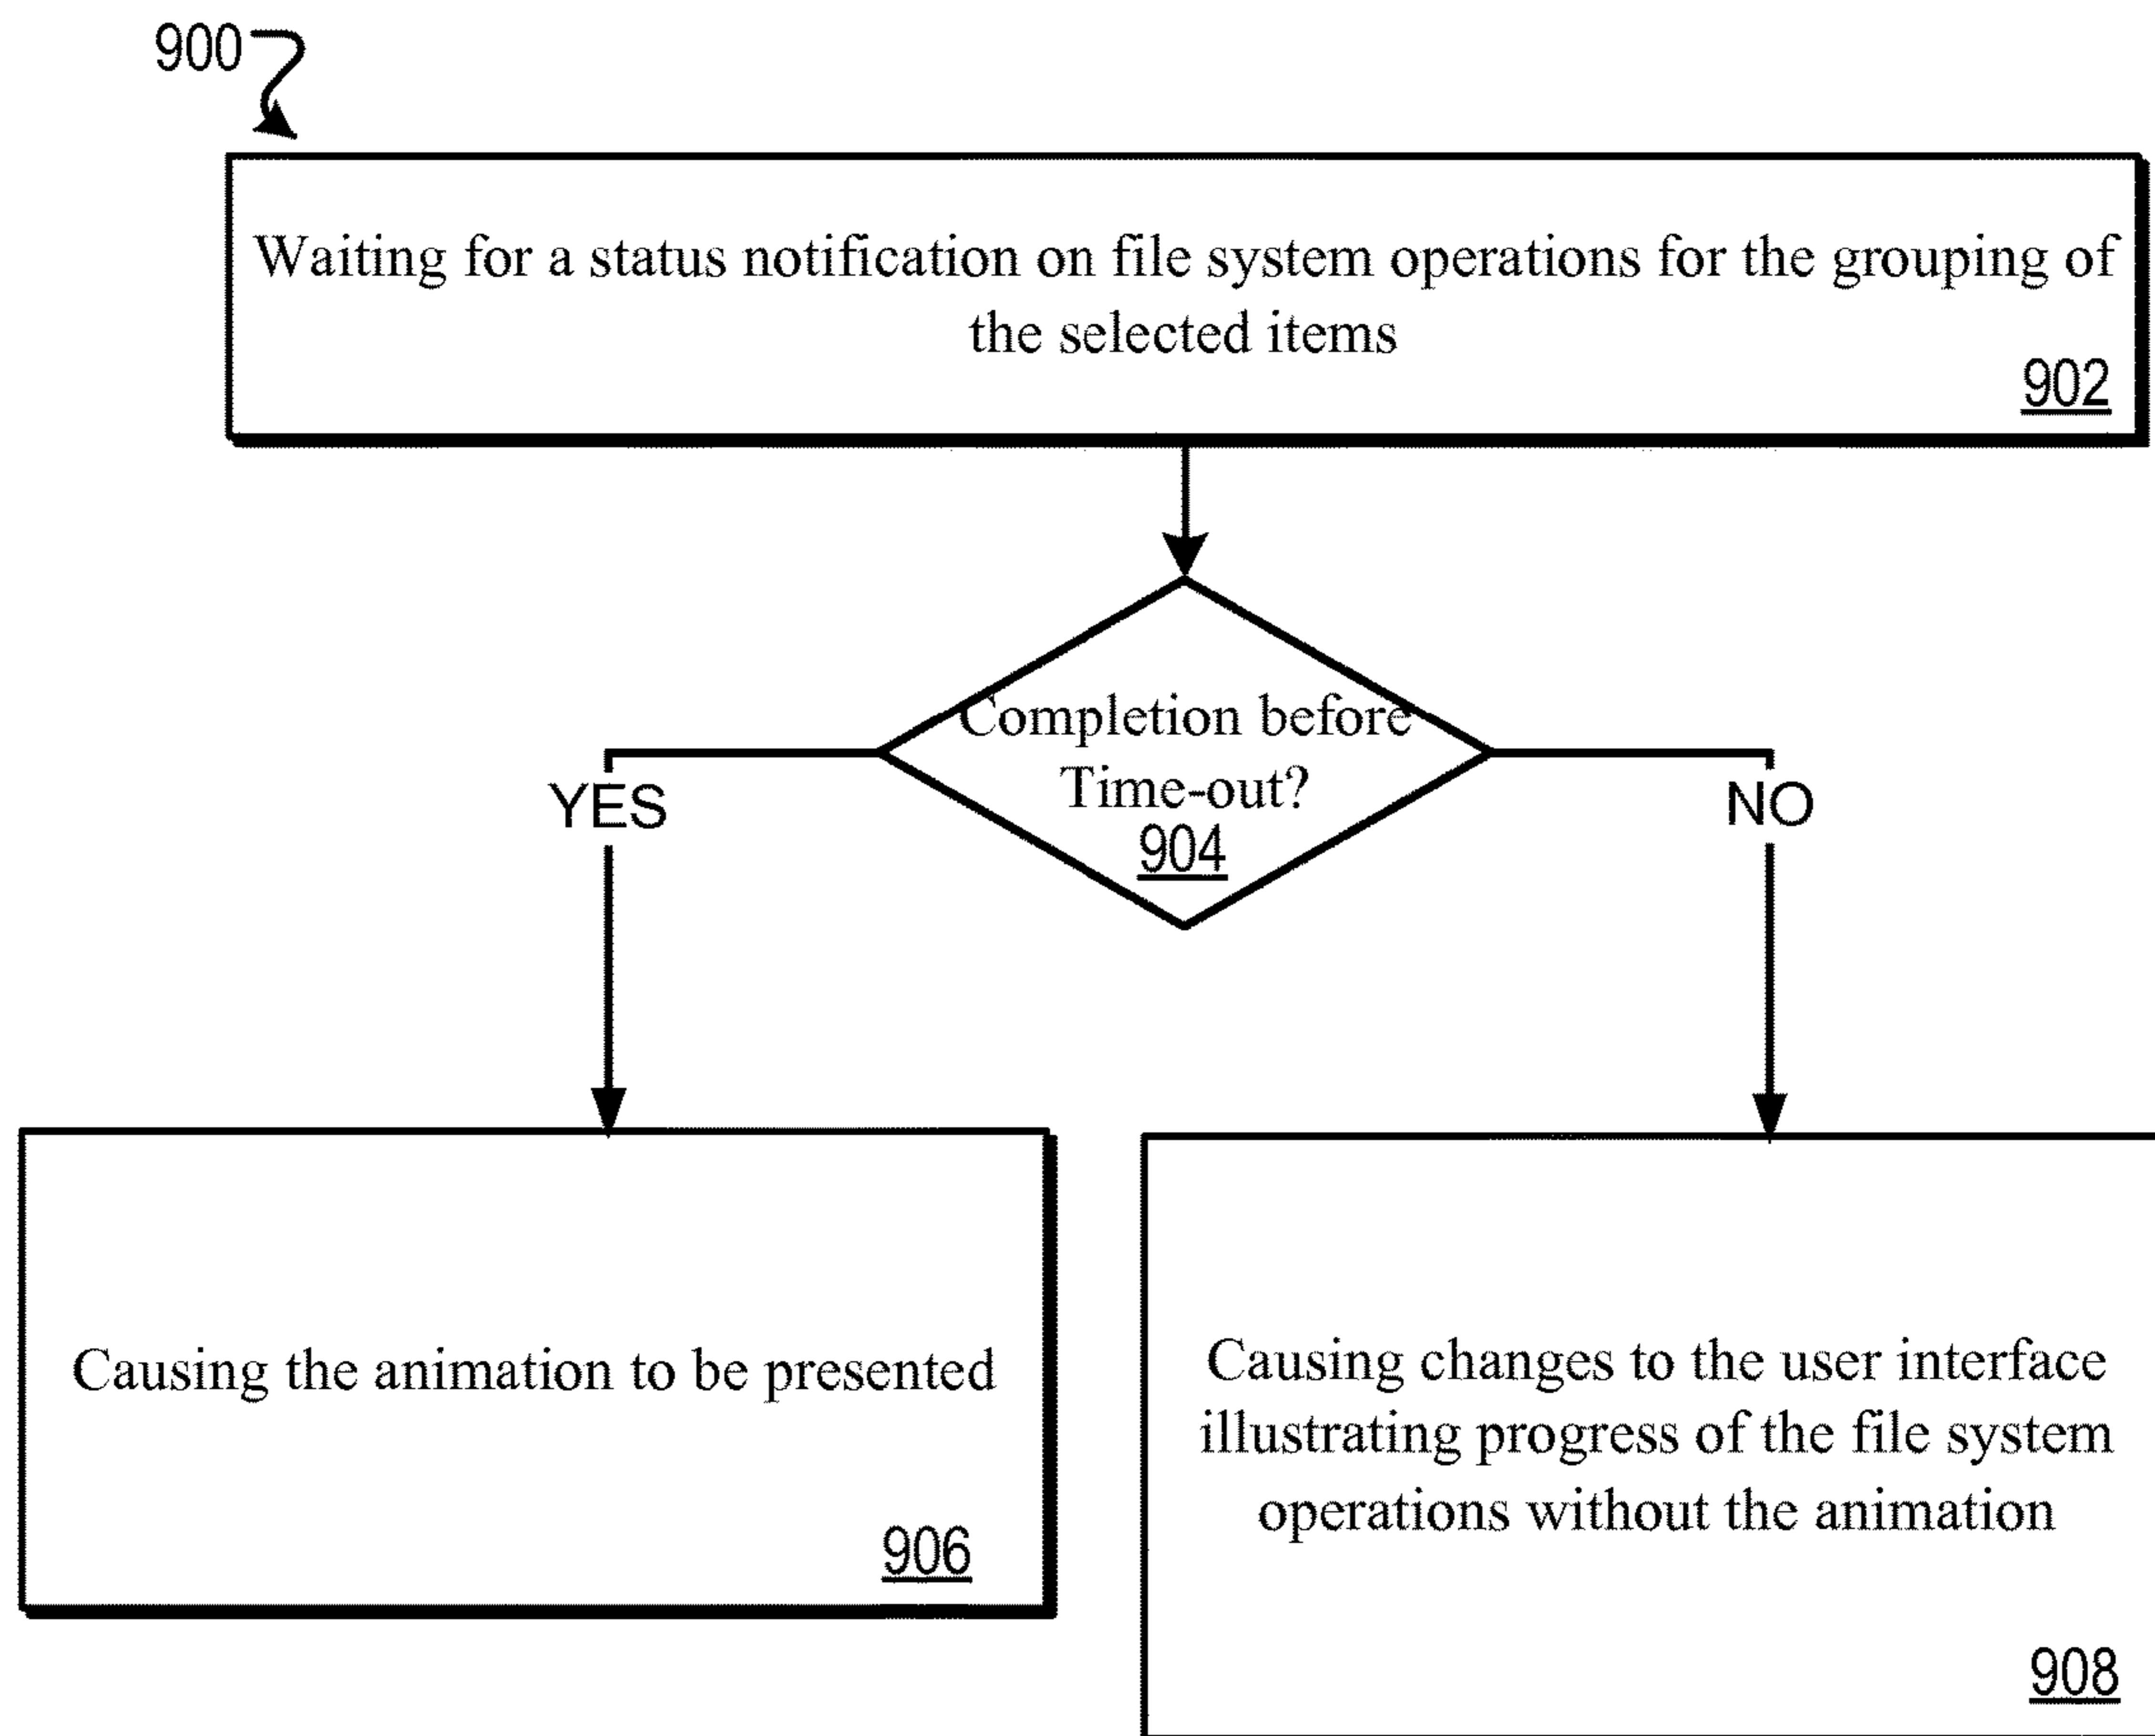 900
Waiting for a status notification on file system operations for the grouping of
the selected items
902
Completion before
Time-out?
904
YES
NO
Causing the animation to be presented
906
Causing changes to the user interface
illustrating progress of the file system
operations without the animation
908